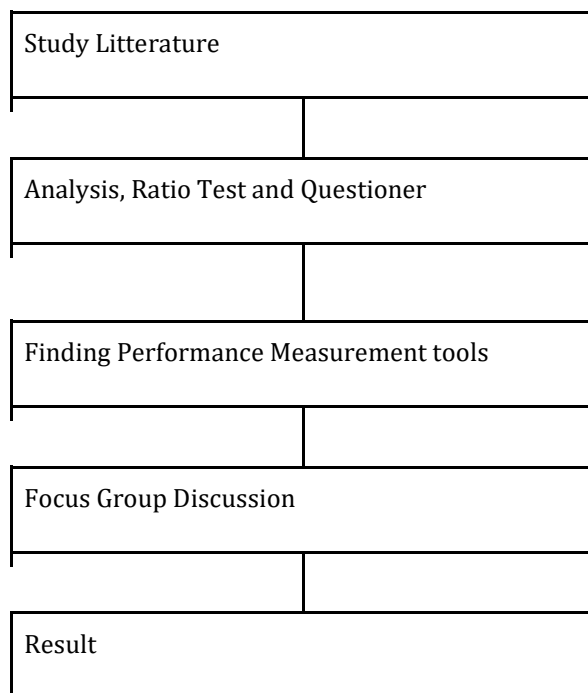 Study Litterature
Analysis, Ratio Test and Questioner
Finding Performance Measurement tools
Focus Group Discussion
Result